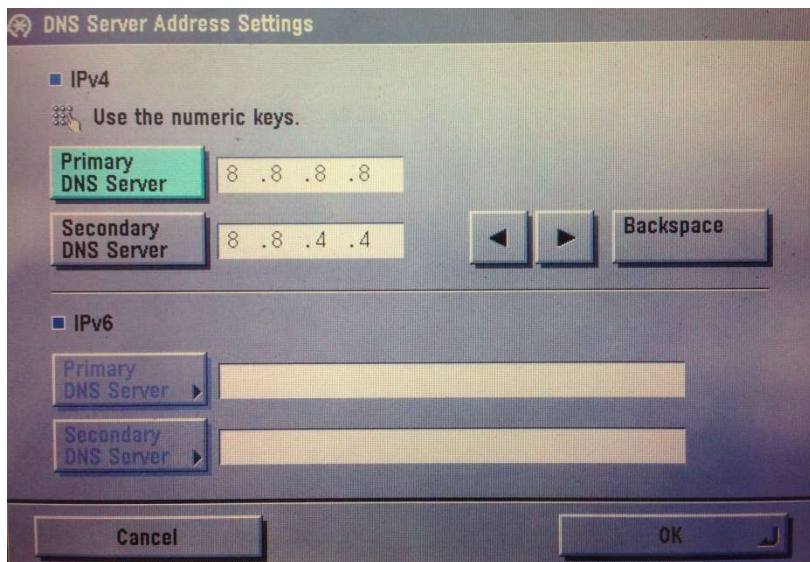 DNS Server Address Settings
IPv4
Use the numeric keys.
Primary
DNS Server
8 .8 .8 .8
Secondary
DNS Server
8 .8 .4 .4
Backspace
IPv6
Primary
DNS Server
Secondary
DNS Server
Cancel
OK